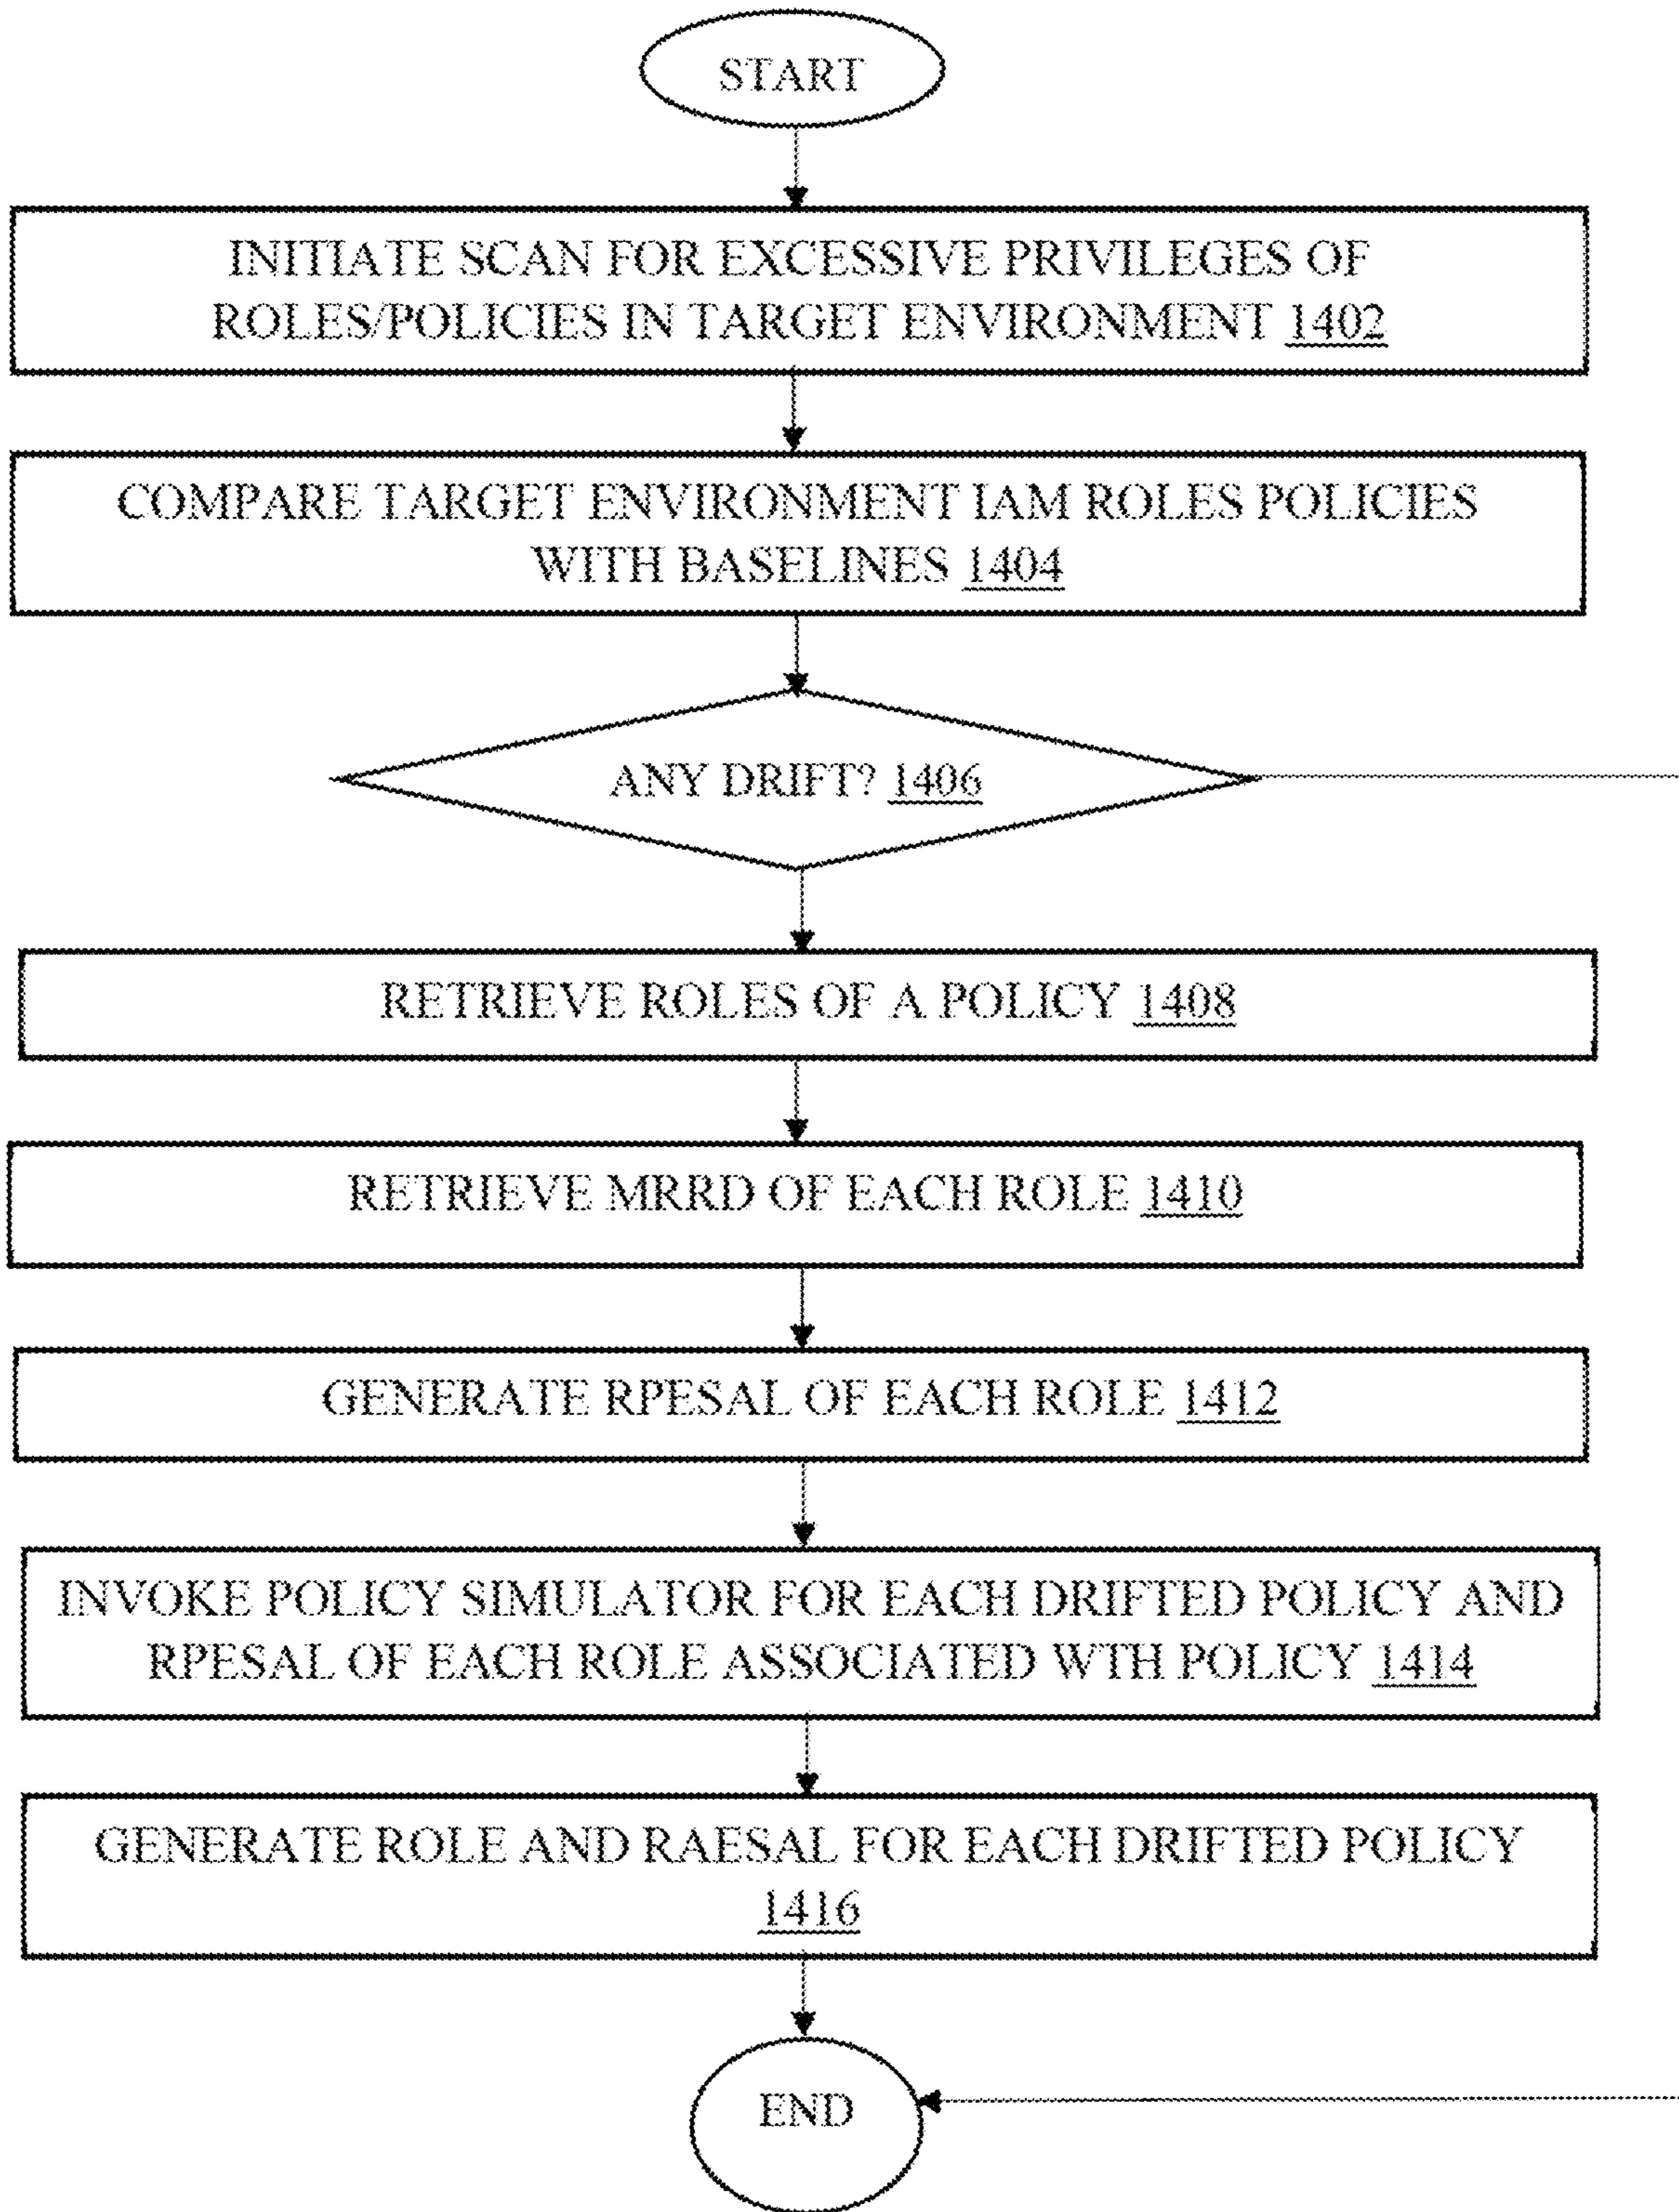 START
INITIATE SCAN FOR EXCESSIVE PRIVILEGES OF
ROLES/POLICIES IN TARGET ENVIRONMENT 1402
COMPARE TARGET ENVIRONMENT IAM ROLES POLICIES
WITH BASELINES 1404
ANY DRIFT? 1406
RETRIEVE ROLES OF A POLICY 1408
RETRIEVE MRRD OF EACH ROLE 1410
GENERATE RPESAL OF EACH ROLE 1412
INVOKE POLICY SIMULATOR FOR EACH DRIFTED POLICY AND
RPESAL OF EACH ROLE ASSOCIATED WTH POLICY 1414
GENERATE ROLE AND RAESAL FOR EACH DRIFTED POLICY
1416
END